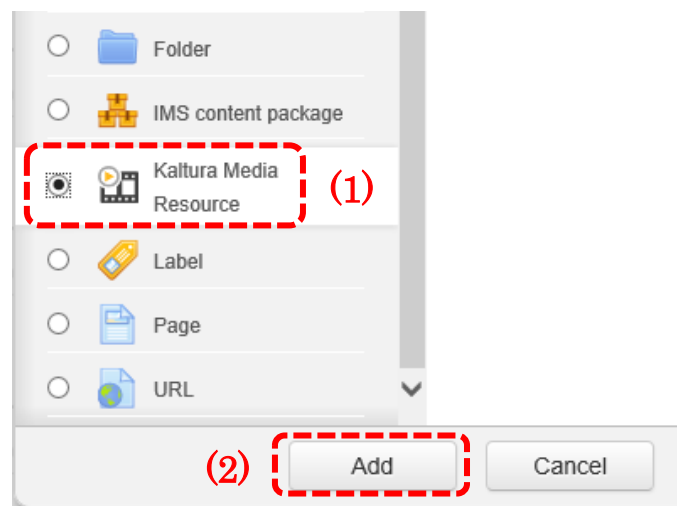 Folder
IMS content package
Kaltura Media
Resource
(1)
Label
Page
URL
(2)
Add
Cancel